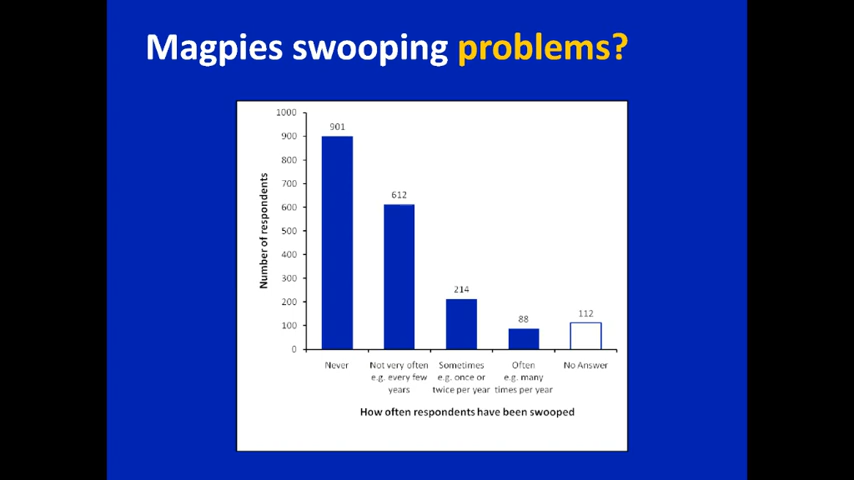 Magpies swooping problems?
1000
900
800
700
600
500
400
300
200
100
0
Number of respondents
901
612
214
88
112
Never
Not very often
e.g. every few
years
Sometimes
e.g. once or
twice per year
Often
e.g. many
times per year
No Answer
How often respondents have been swooped